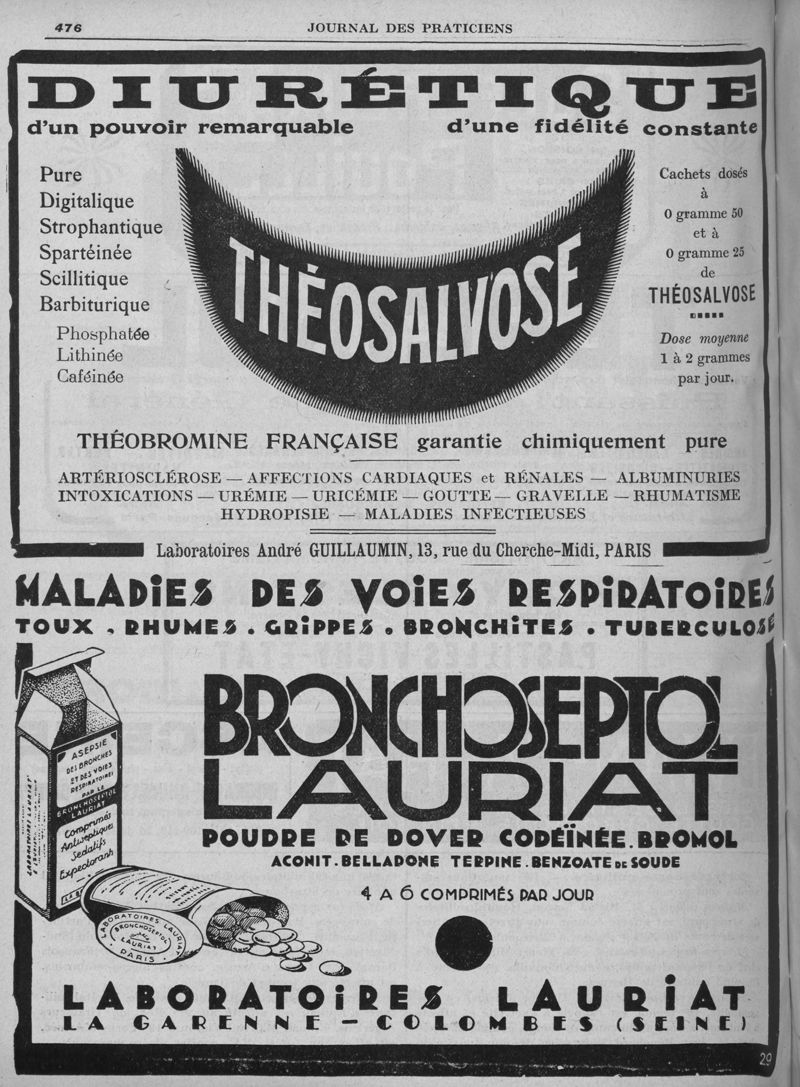 476
JOURNAL DES PRATICIENS
DIURÉTIQUE
d'un pouvoir remarquable
d'une fidélité constante
Pure
Digitalique
Strophantique
Spartéinée
Scillitique
Barbiturique
Phosphatée
Lithinée
Caféinée
THÉOSALVOSE
Cachets dosés
à
0 gramme 50
et à
0 gramme 25
de
THÉOSALVOSE
Dose moyenne
1 à 2 grammes
par jour.
THÉOBROMINE FRANÇAISE garantie chimiquement pure
ARTÉRIOSCLÉROSE — AFFECTIONS CARDIAQUES et RÉNALES — ALBUMINURIES
INTOXICATIONS — URÉMIE — URICÉMIE — GOUTTE — GRAVELLE — RHUMATISME
HYDROPISIE — MALADIES INFECTIEUSES
Laboratoires André GUILLAUMIN, 13, rue du Cherche-Midi, PARIS
MALADIES DES VOIES RESPIRATOIRES
TOUX . RHUMES . GRIPPES . BRONCHITES . TUBERCULOSE
ASEPSIE
DES BRONCHES
ET DES VOIES
RESPIRATOIRES
PAR LE
BRONCHOSEPTOL
LAURIAT
Comprimés
Antiseptiques
Sédatifs
Expectorants
LABORATOIRES LAURIAT
BRONCHOSEPTOL
LAURIAT
PARIS
BRONCHOSEPTOL
LAURIAT
POUDRE DE DOVER CODÉÏNÉE. BROMOL
ACONIT. BELLADONE TERPINE. BENZOATE DE SOUDE
4 A 6 COMPRIMÉS PAR JOUR
LABORATOIRES LAURIAT
LA GARENNE - COLOMBES (SEINE)
29